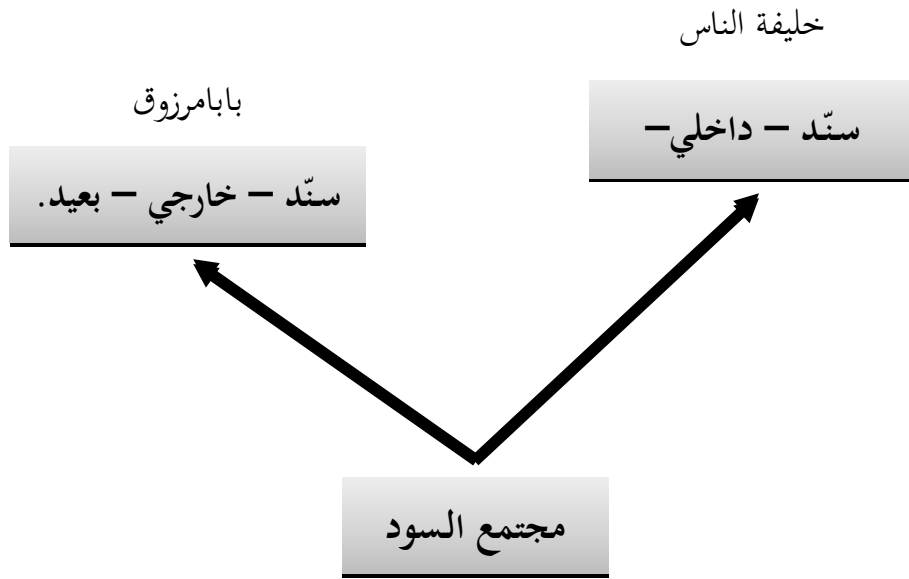 خليفة الناس
سنّد – داخلي–
بابامرزوق
سنّد – خارجي – بعيد.
مجتمع السود